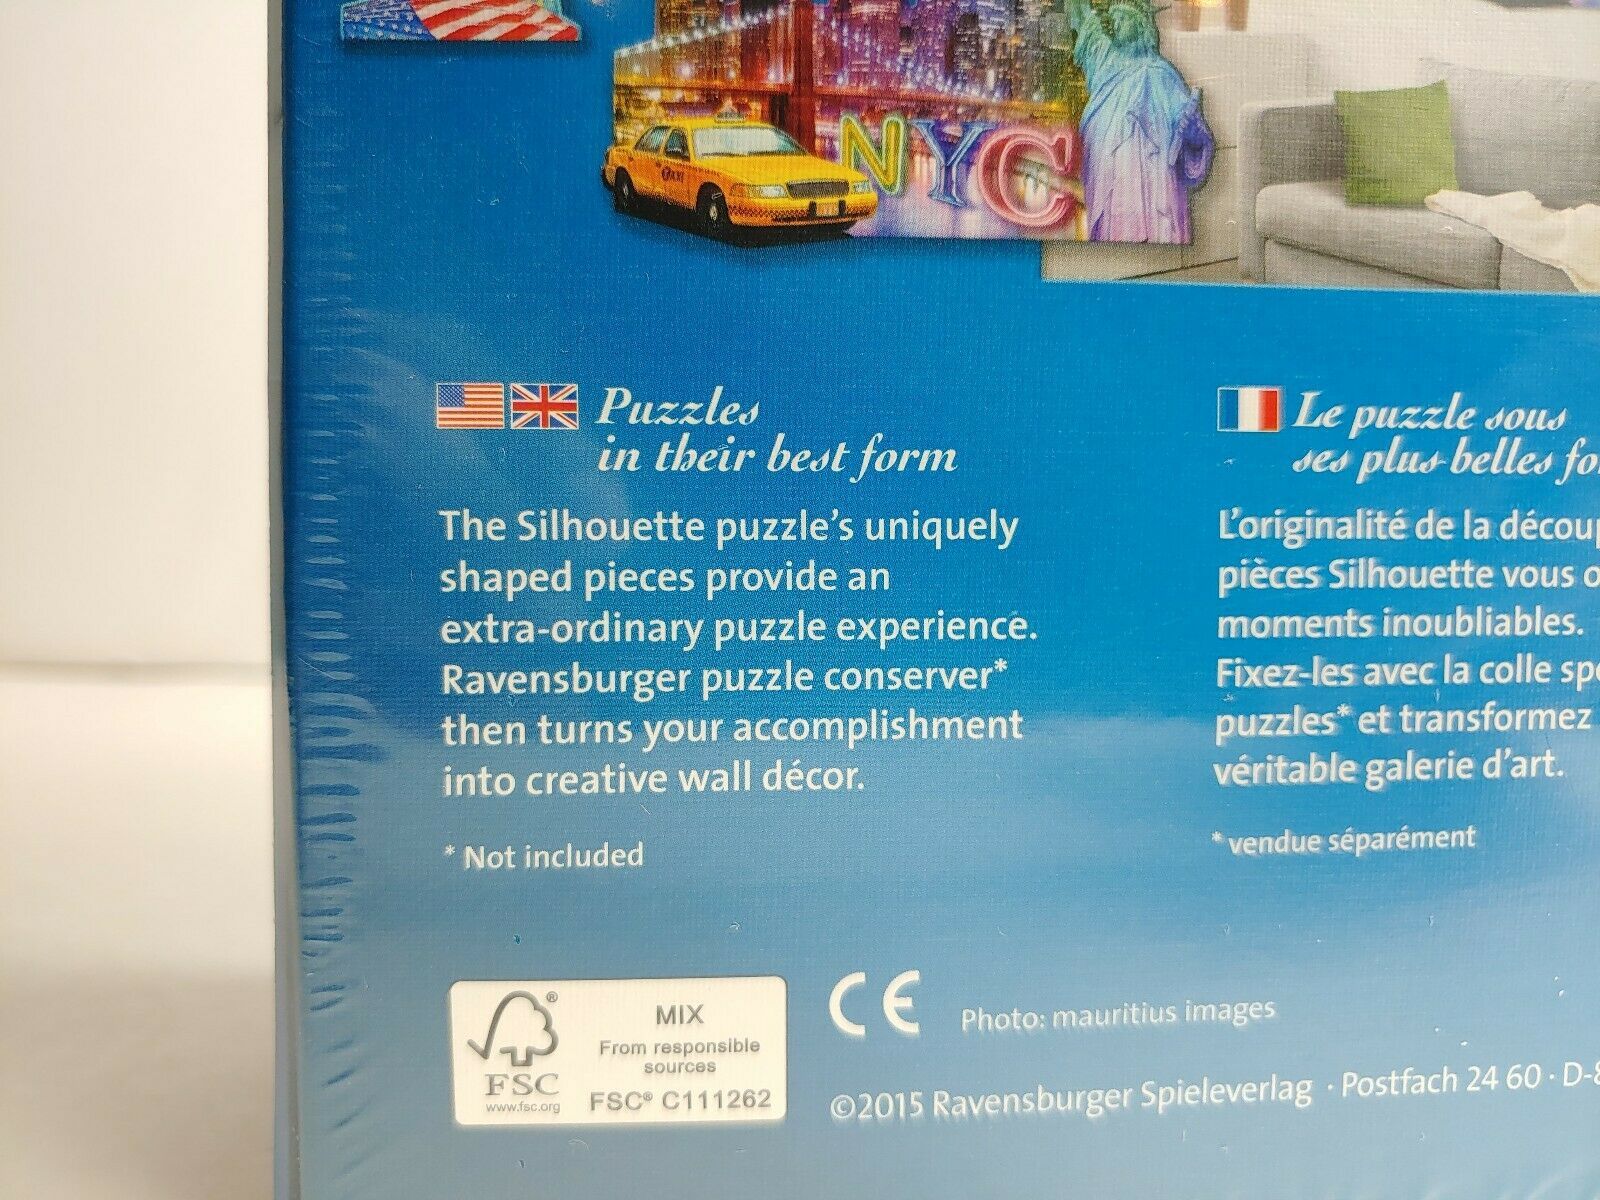 TAXI
NYC
Puzzles
in their best form
The Silhouette puzzle's uniquely
shaped pieces provide an
extra-ordinary puzzle experience.
Ravensburger puzzle conserver*
then turns your accomplishment
into creative wall décor.
* Not included
Le puzzle sous
ses plus belles
L'originalité de la
pièces Silhouette vous
moments inoubliables.
Fixez-les avec la colle
puzzles* et transformez
véritable galerie d'art.
* vendue séparément
®
FSC
www.fsc.org
MIX
From responsible
sources
FSC® C111262
CE
Photo: mauritius images
©2015 Ravensburger Spieleverlag · Postfach 24 60 ·